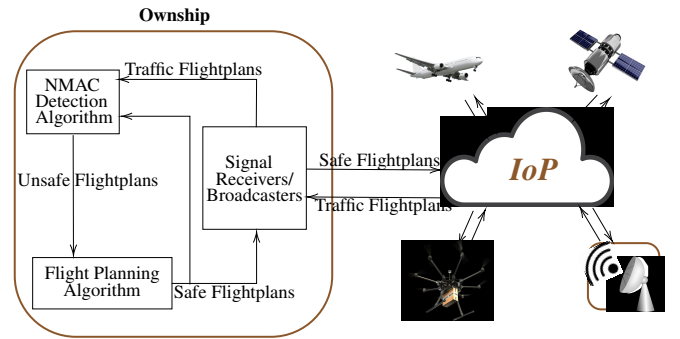 Ownship
Traffic Flightplans
NMAC
Detection
Algorithm
Unsafe Flightplans
Signal
Receivers/
Broadcasters
Safe Flightplans
Traffic Flightplans
IoP
Flight Planning
Algorithm
Safe Flightplans